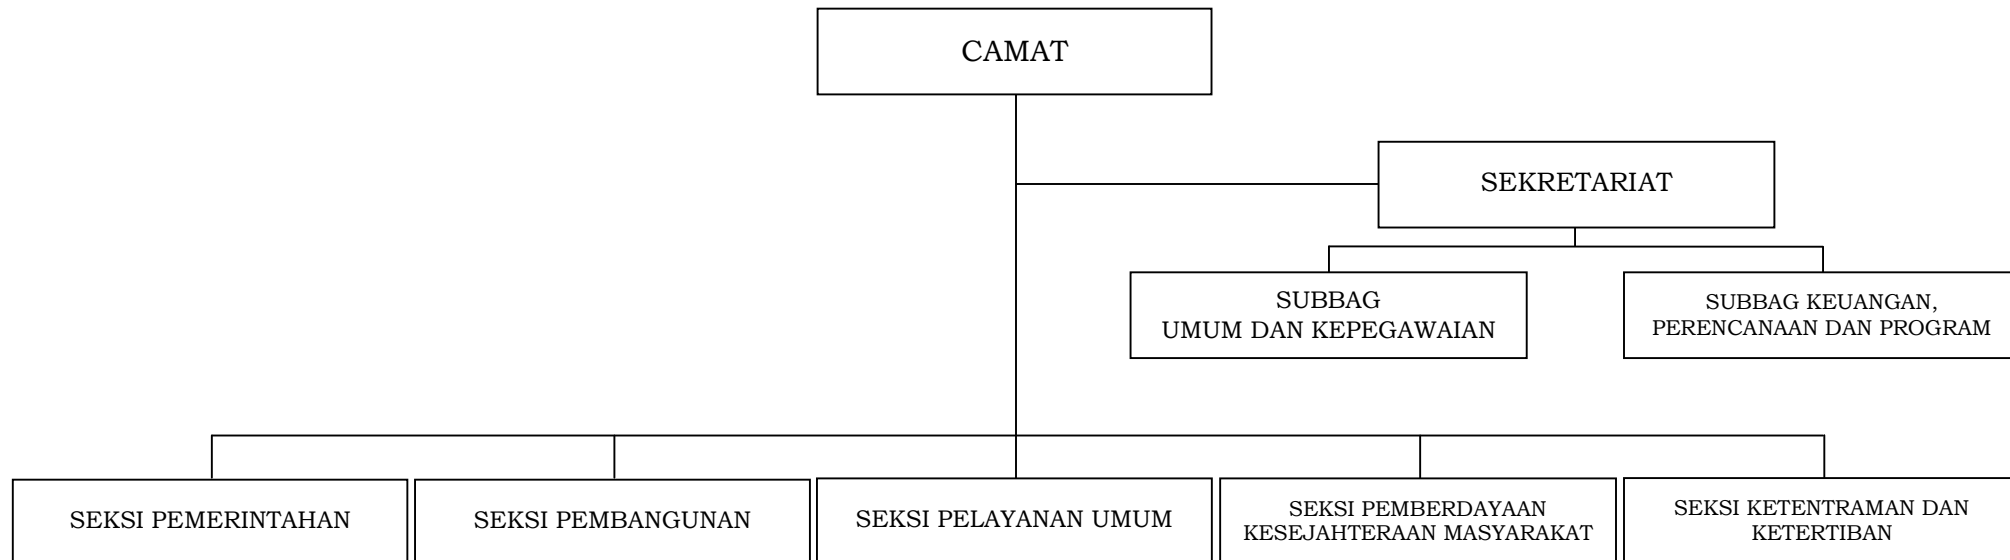 CAMAT
SEKRETARIAT
SUBBAG
UMUM DAN KEPEGAWAIAN
SUBBAG KEUANGAN,
PERENCANAAN DAN PROGRAM
SEKSI PEMERINTAHAN
SEKSI PEMBANGUNAN
SEKSI PELAYANAN UMUM
SEKSI PEMBERDAYAAN
KESEJAHTERAAN MASYARAKAT
SEKSI KETENTRAMAN DAN
KETERTIBAN